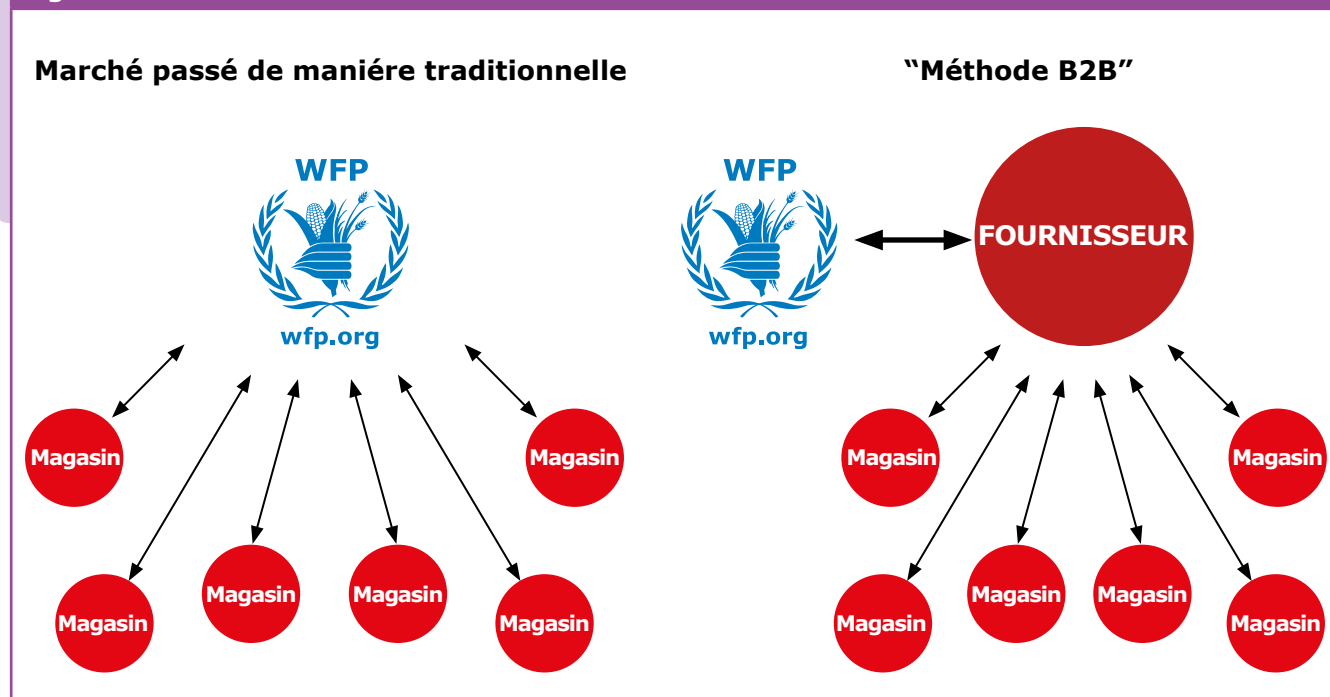 Marché passé de maniére traditionnelle
“Méthode B2B”
WFP
wfp.org
WFP
wfp.org
FOURNISSEUR
Magasin
Magasin
Magasin
Magasin
Magasin
Magasin
Magasin
Magasin
Magasin
Magasin
Magasin
Magasin